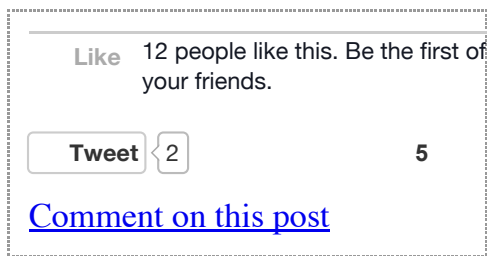 Like 12 people like this. Be the first of
your friends.
Tweet 2 5
Comment on this post